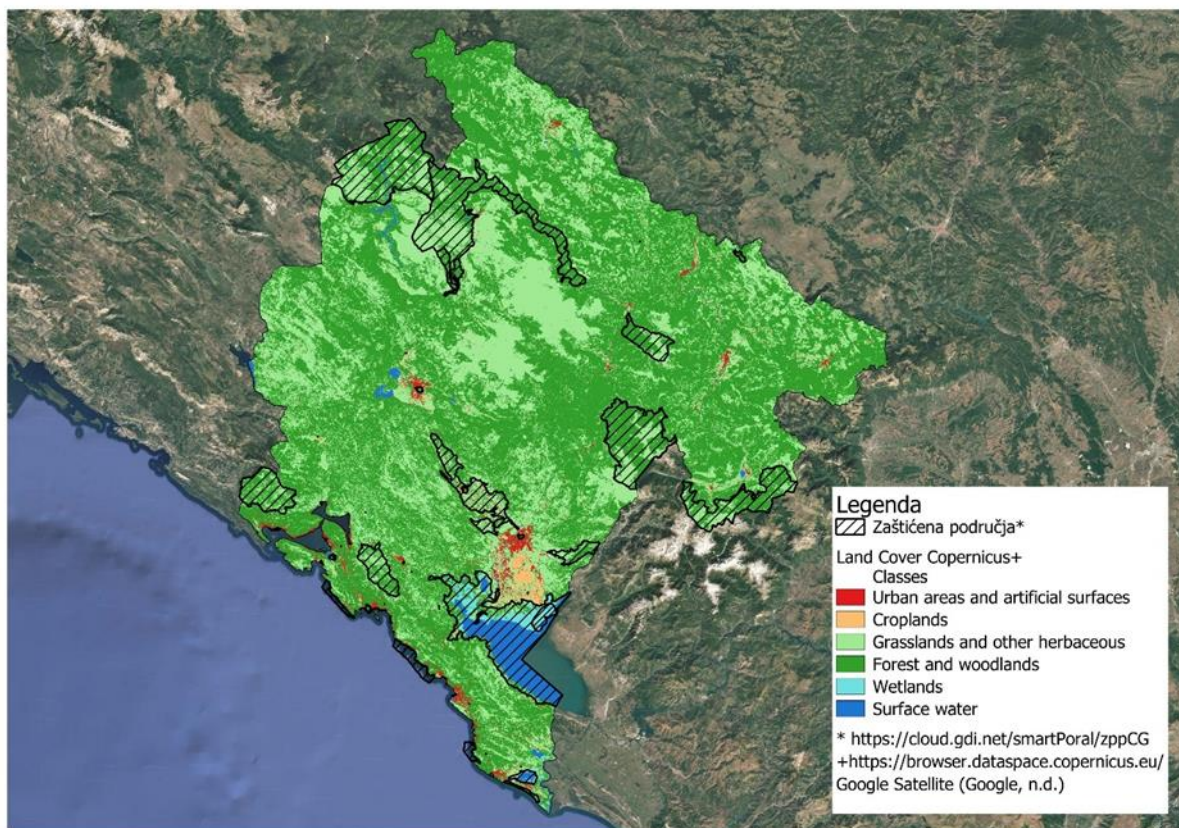 Legenda
Zaštićena područja*
Land Cover Copernicus+
Classes
Urban areas and artificial surfaces
Croplands
Grasslands and other herbaceous
Forest and woodlands
Wetlands
Surface water
* https://cloud.gdi.net/smartPoral/zppCG
+https://browser.dataspace.copernicus.eu/
Google Satellite (Google, n.d.)